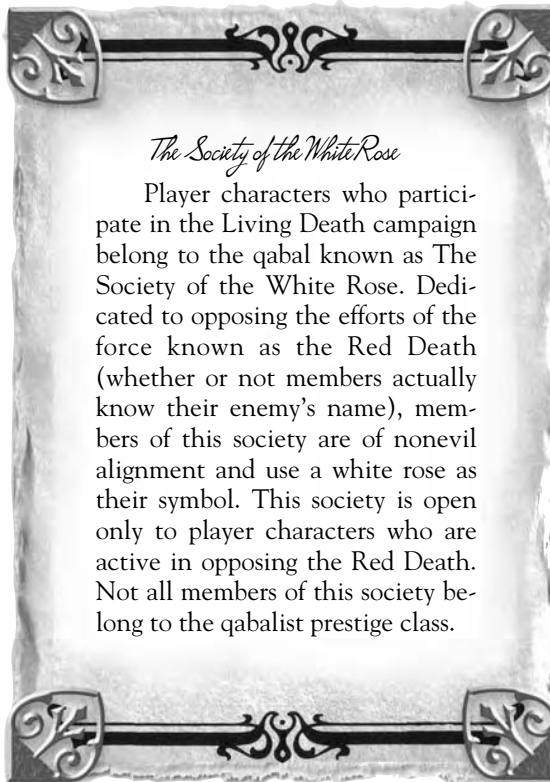 The Society of the White Rose
Player characters who partici-
pate in the Living Death campaign
belong to the qabal known as The
Society of the White Rose. Dedi-
cated to opposing the efforts of the
force known as the Red Death
(whether or not members actually
know their enemy's name), mem-
bers of this society are of nonevil
alignment and use a white rose as
their symbol. This society is open
only to player characters who are
active in opposing the Red Death.
Not all members of this society be-
long to the qabalist prestige class.